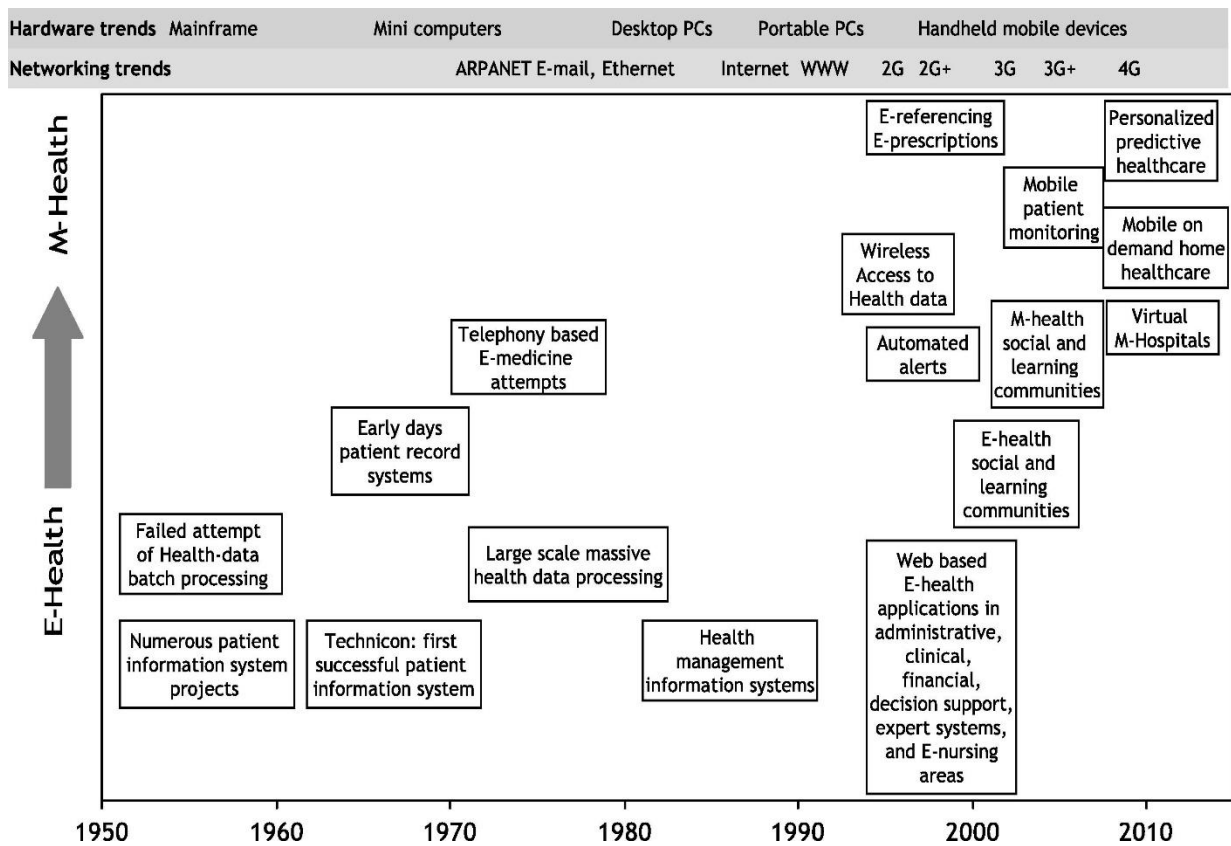 Hardware trends Mainframe Mini computers Desktop PCs Portable PCs Handheld mobile devices
Networking trends ARPANET E-mail, Ethernet Internet WWW 2G 2G+ 3G 3G+ 4G
M-Health
E-Health
E-referencing
E-prescriptions
Personalized
predictive
healthcare
Mobile
patient
monitoring
Mobile on
demand home
healthcare
Wireless
Access to
Health data
Telephony based
E-medicine
attempts
Automated
alerts
M-health
social and
learning
communities
Virtual
M-Hospitals
Early days
patient record
systems
E-health
social and
learning
communities
Failed attempt
of Health-data
batch processing
Large scale massive
health data processing
Web based
E-health
applications in
administrative,
clinical,
financial,
decision support,
expert systems,
and E-nursing
areas
Numerous patient
information system
projects
Technicon: first
successful patient
information system
Health
management
information systems
1950 1960 1970 1980 1990 2000 2010